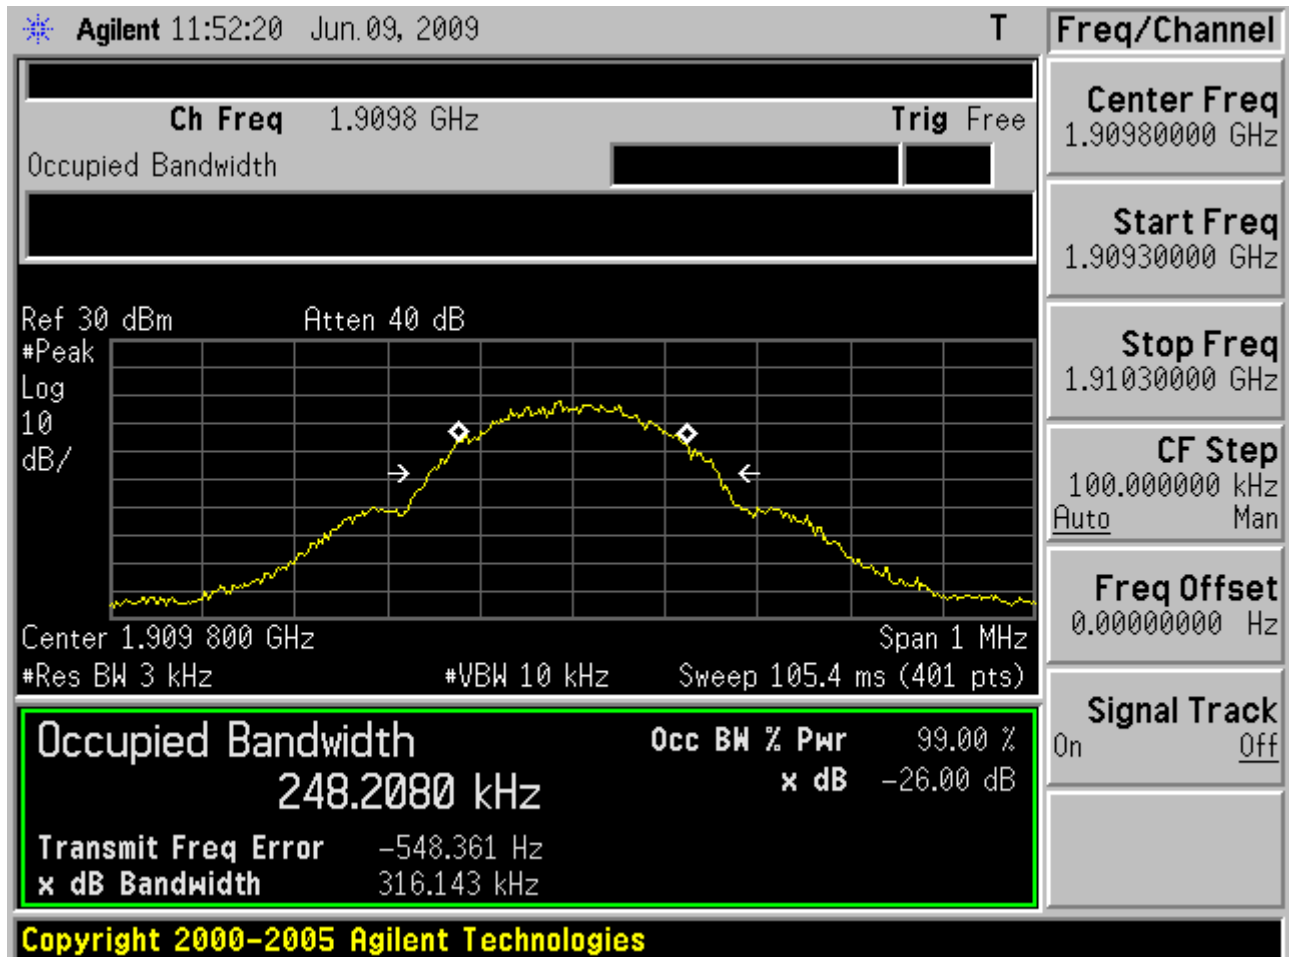 Agilent 11:52:20 Jun. 09, 2009 T
Ch Freq 1.9098 GHz Trig Free
Occupied Bandwidth
Ref 30 dBm Atten 40 dB
#Peak
Log
10
dB/
Center 1.909 800 GHz Span 1 MHz
#Res BW 3 kHz #VBW 10 kHz Sweep 105.4 ms (401 pts)
Occupied Bandwidth Occ BW % Pwr 99.00 %
248.2080 kHz x dB -26.00 dB
Transmit Freq Error -548.361 Hz
x dB Bandwidth 316.143 kHz
Copyright 2000-2005 Agilent Technologies
Freq/Channel
Center Freq
1.90980000 GHz
Start Freq
1.90930000 GHz
Stop Freq
1.91030000 GHz
CF Step
100.000000 kHz
Auto Man
Freq Offset
0.00000000 Hz
Signal Track
On Off